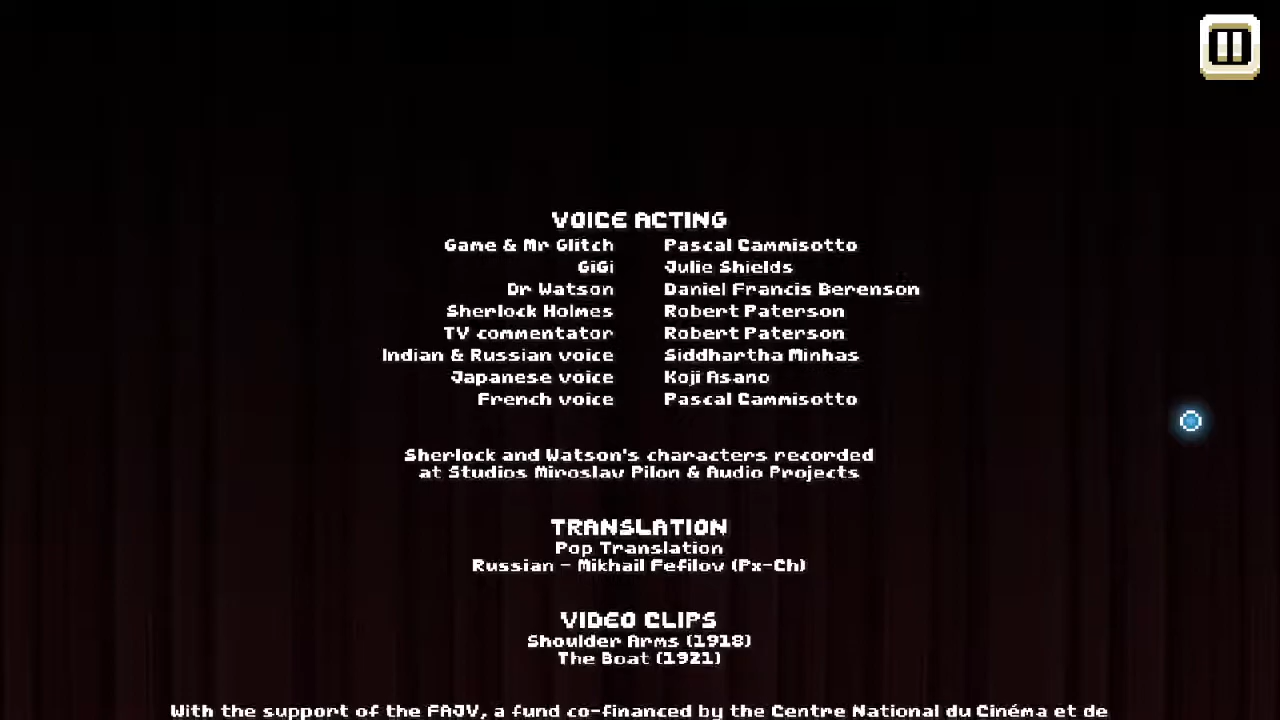 VOICE ACTING
Game & Mr Glitch Pascal Cammisotto
GiGi Julie Shields
Dr Watson Daniel Francis Berenson
Sherlock Holmes Robert Paterson
TV commentator Robert Paterson
Indian & Russian voice Siddhartha Minhas
Japanese voice Koji Asano
French voice Pascal Cammisotto
Sherlock and Watson's characters recorded
at Studios Miroslav Pilon & Audio Projects
TRANSLATION
Pop Translation
Russian - Mikhail Fefilov (Px-Ch)
VIDEO CLIPS
Shoulder Arms (1918)
The Boat (1921)
With the support of the FAJV, a fund co-financed by the Centre National du Cinéma et de